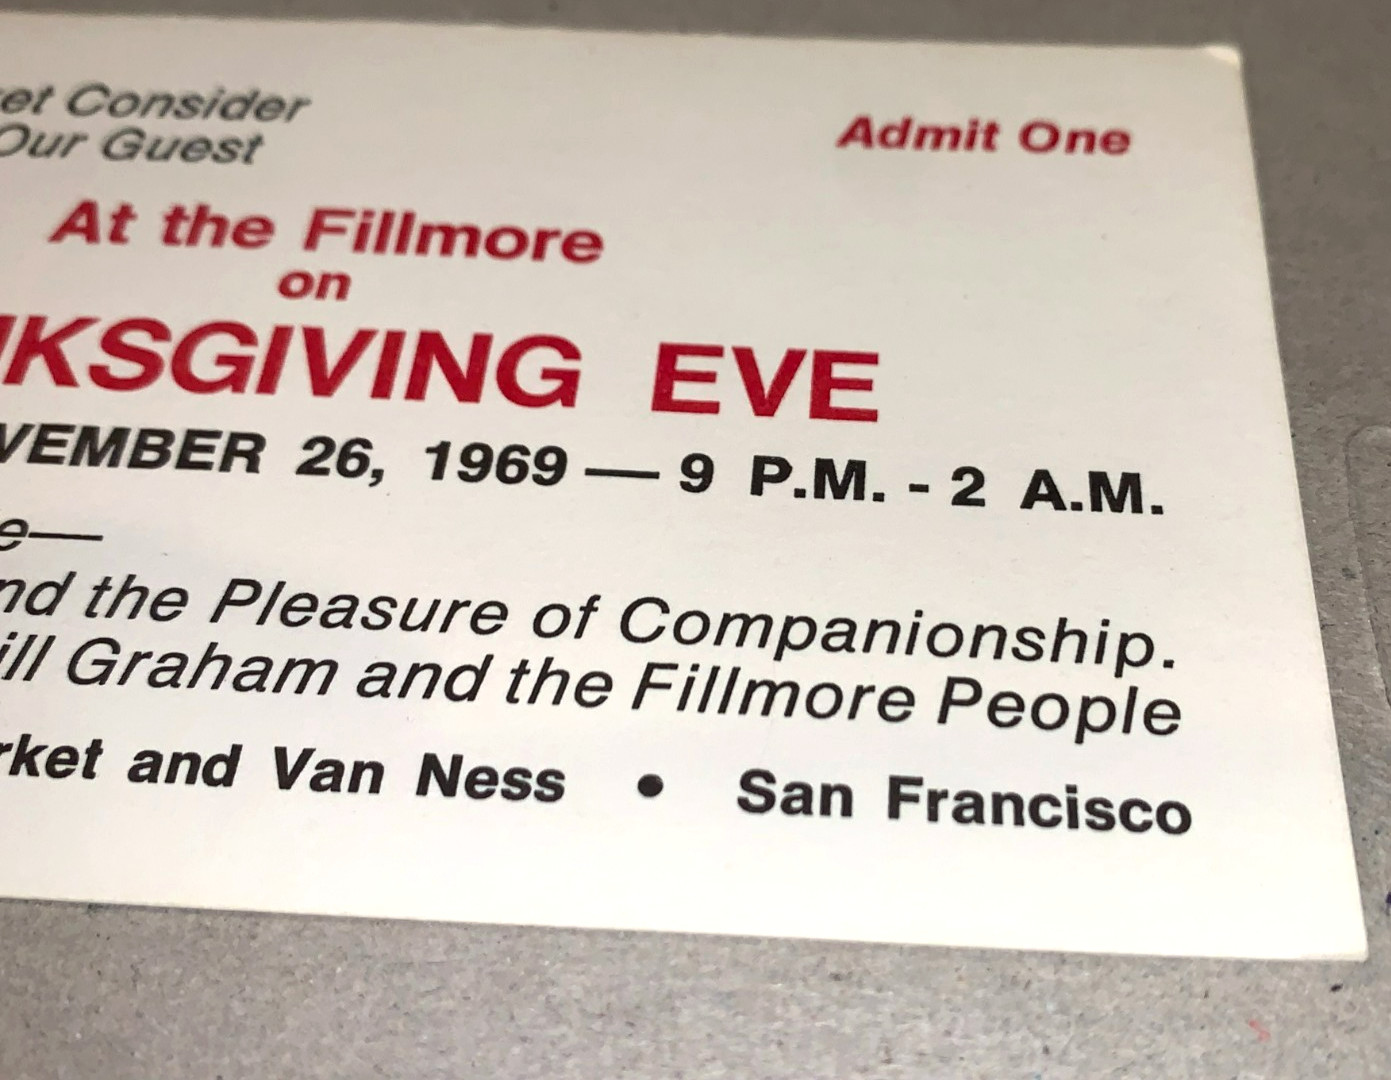 et Consider
Our Guest
Admit One
At the Fillmore
on
KSGIVING EVE
VEMBER 26, 1969 — 9 P.M. - 2 A.M.
e—
nd the Pleasure of Companionship.
ill Graham and the Fillmore People
rket and Van Ness • San Francisco